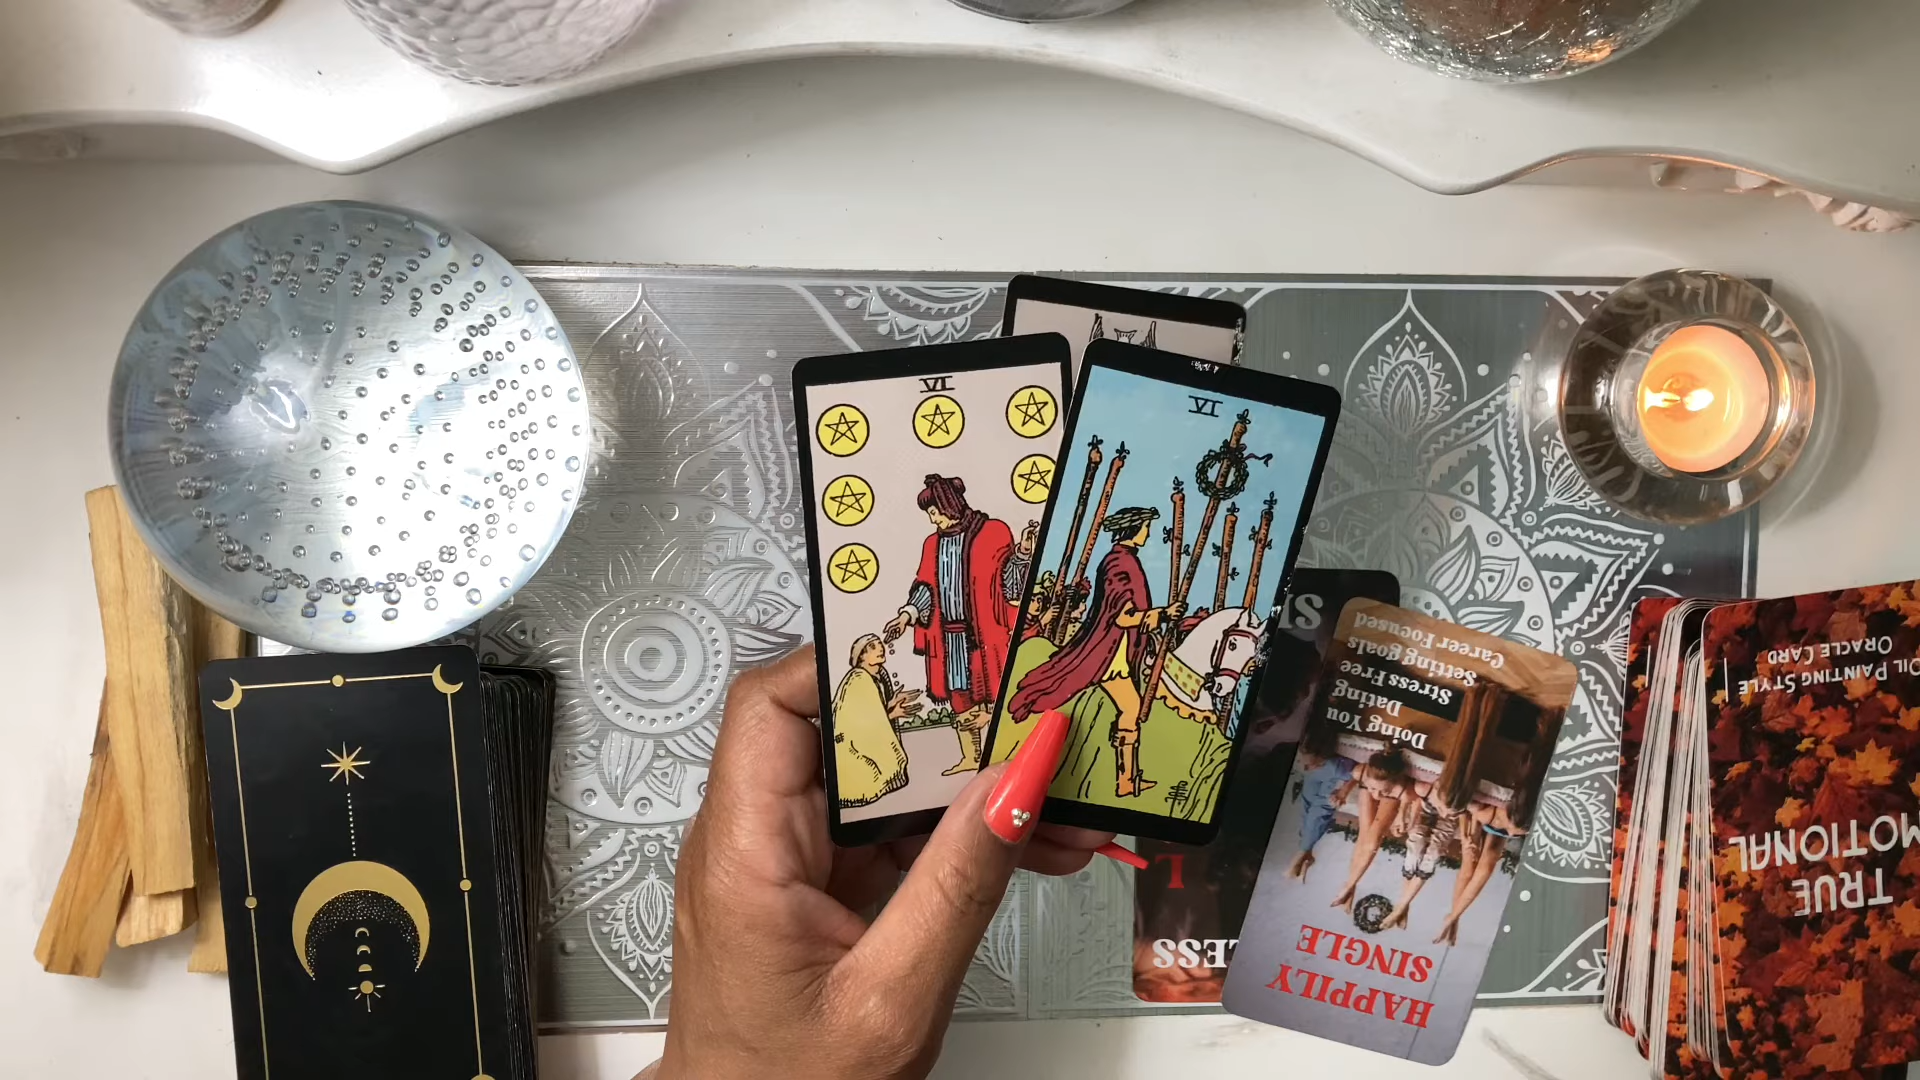 VI
VI
Doing You
Dating
Stress Free
Setting goals
Career Focused
HAPPILY
SINGLE
L
ESS
TRUE
MOTIONAL
OIL PAINTING STYLE
ORACLE CARD